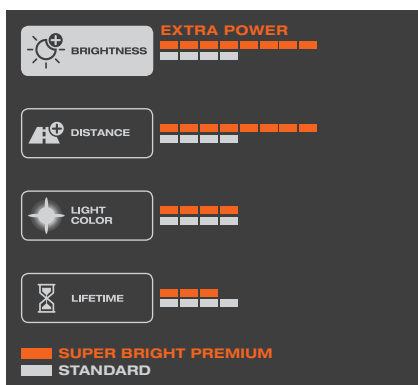 EXTRA POWER
BRIGHTNESS
DISTANCE
LIGHT
COLOR
LIFETIME
SUPER BRIGHT PREMIUM
STANDARD